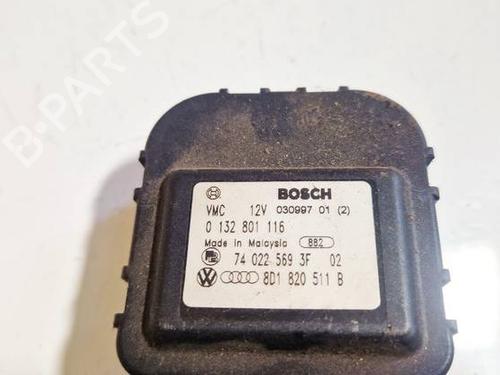 B-PARTS
BOSCH
VMC 12V 030997 01 (2)
0 132 801 116
Made in Malaysia 882
74 022 569 3F 02
8D1 820 511 B